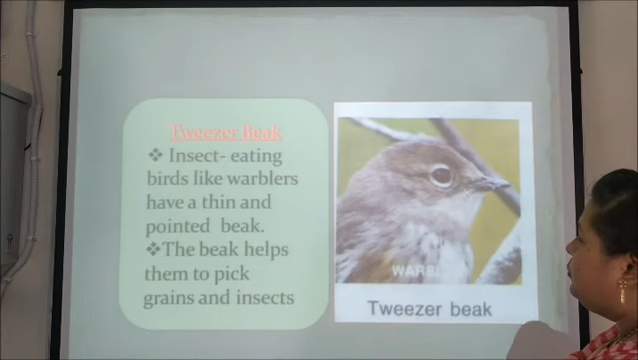 Tweezer Beak
❖ Insect- eating
birds like warblers
have a thin and
pointed beak.
❖The beak helps
them to pick
grains and insects
Tweezer beak